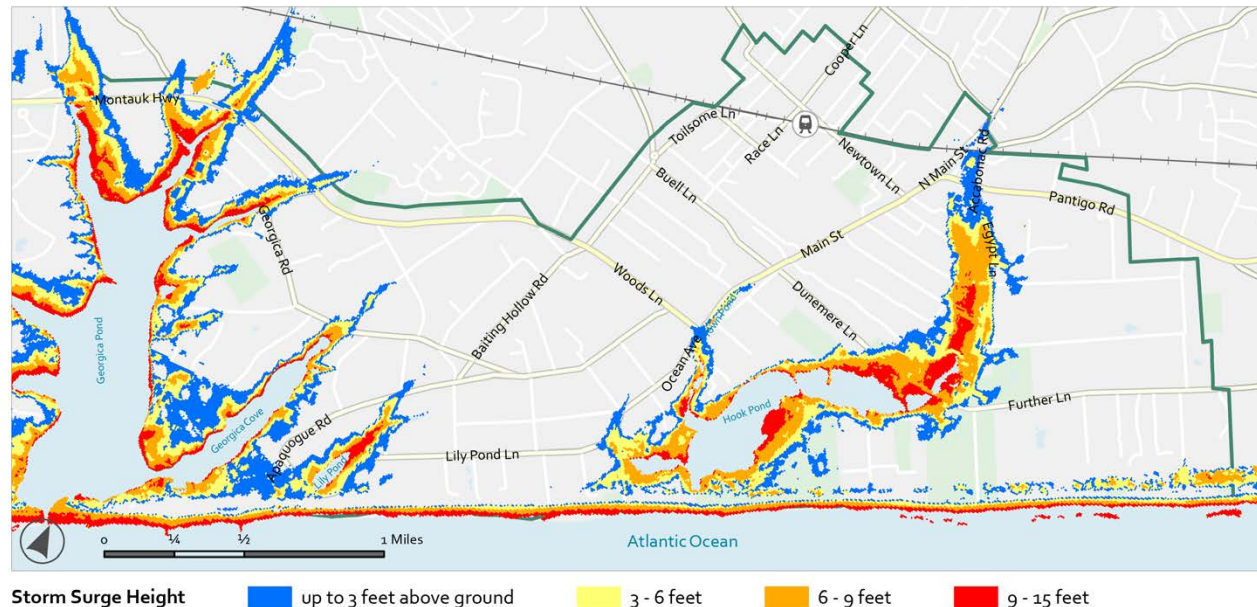 Montauk Hwy
Cooper Ln
Toilsome Ln
Race Ln
Newtown Ln
N Main St
Accabonac Rd
Buell Ln
Pantigo Rd
Georgica Rd
Egypt Ln
Main St
Woods Ln
Baiting Hollow Rd
Dunemere Ln
Town Pond
Georgica Pond
Ocean Ave
Hook Pond
Further Ln
Georgica Cove
Apaquogue Rd
Lily Pond
Lily Pond Ln
0 ¼ ½ 1 Miles
Atlantic Ocean
Storm Surge Height up to 3 feet above ground 3 - 6 feet 6 - 9 feet 9 - 15 feet